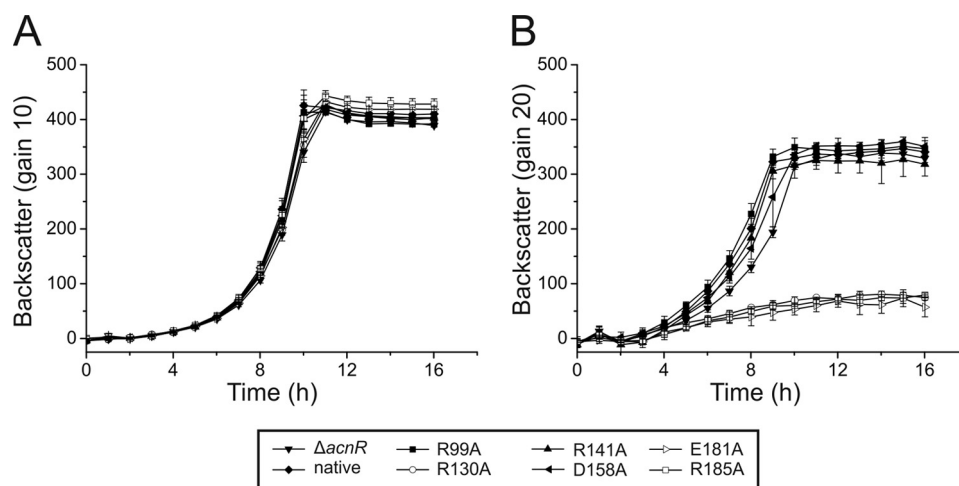 A
B
500
400
300
200
100
0
Backscatter (gain 10)
0 4 8 12 16
Time (h)
500
400
300
200
100
0
Backscatter (gain 20)
0 4 8 12 16
Time (h)
ΔacnR R99A R141A E181A
native R130A D158A R185A